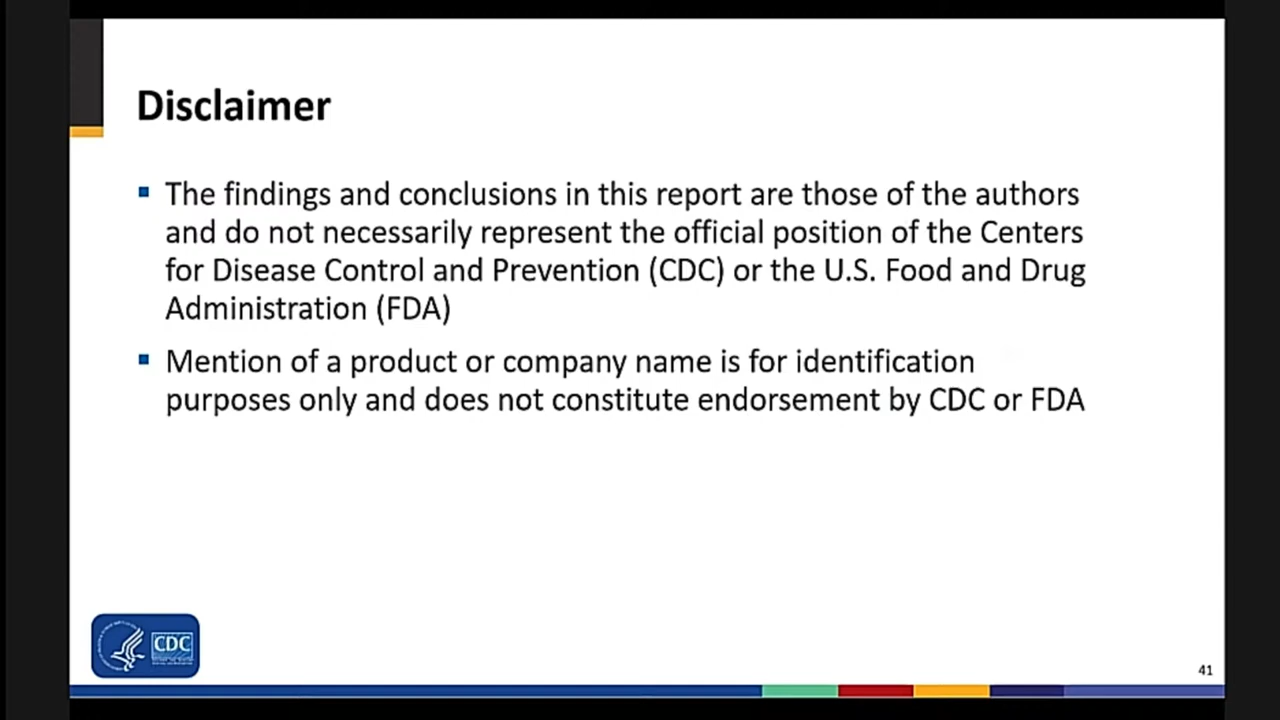 Disclaimer
The findings and conclusions in this report are those of the authors
and do not necessarily represent the official position of the Centers
for Disease Control and Prevention (CDC) or the U.S. Food and Drug
Administration (FDA)
Mention of a product or company name is for identification
purposes only and does not constitute endorsement by CDC or FDA
CDC
41